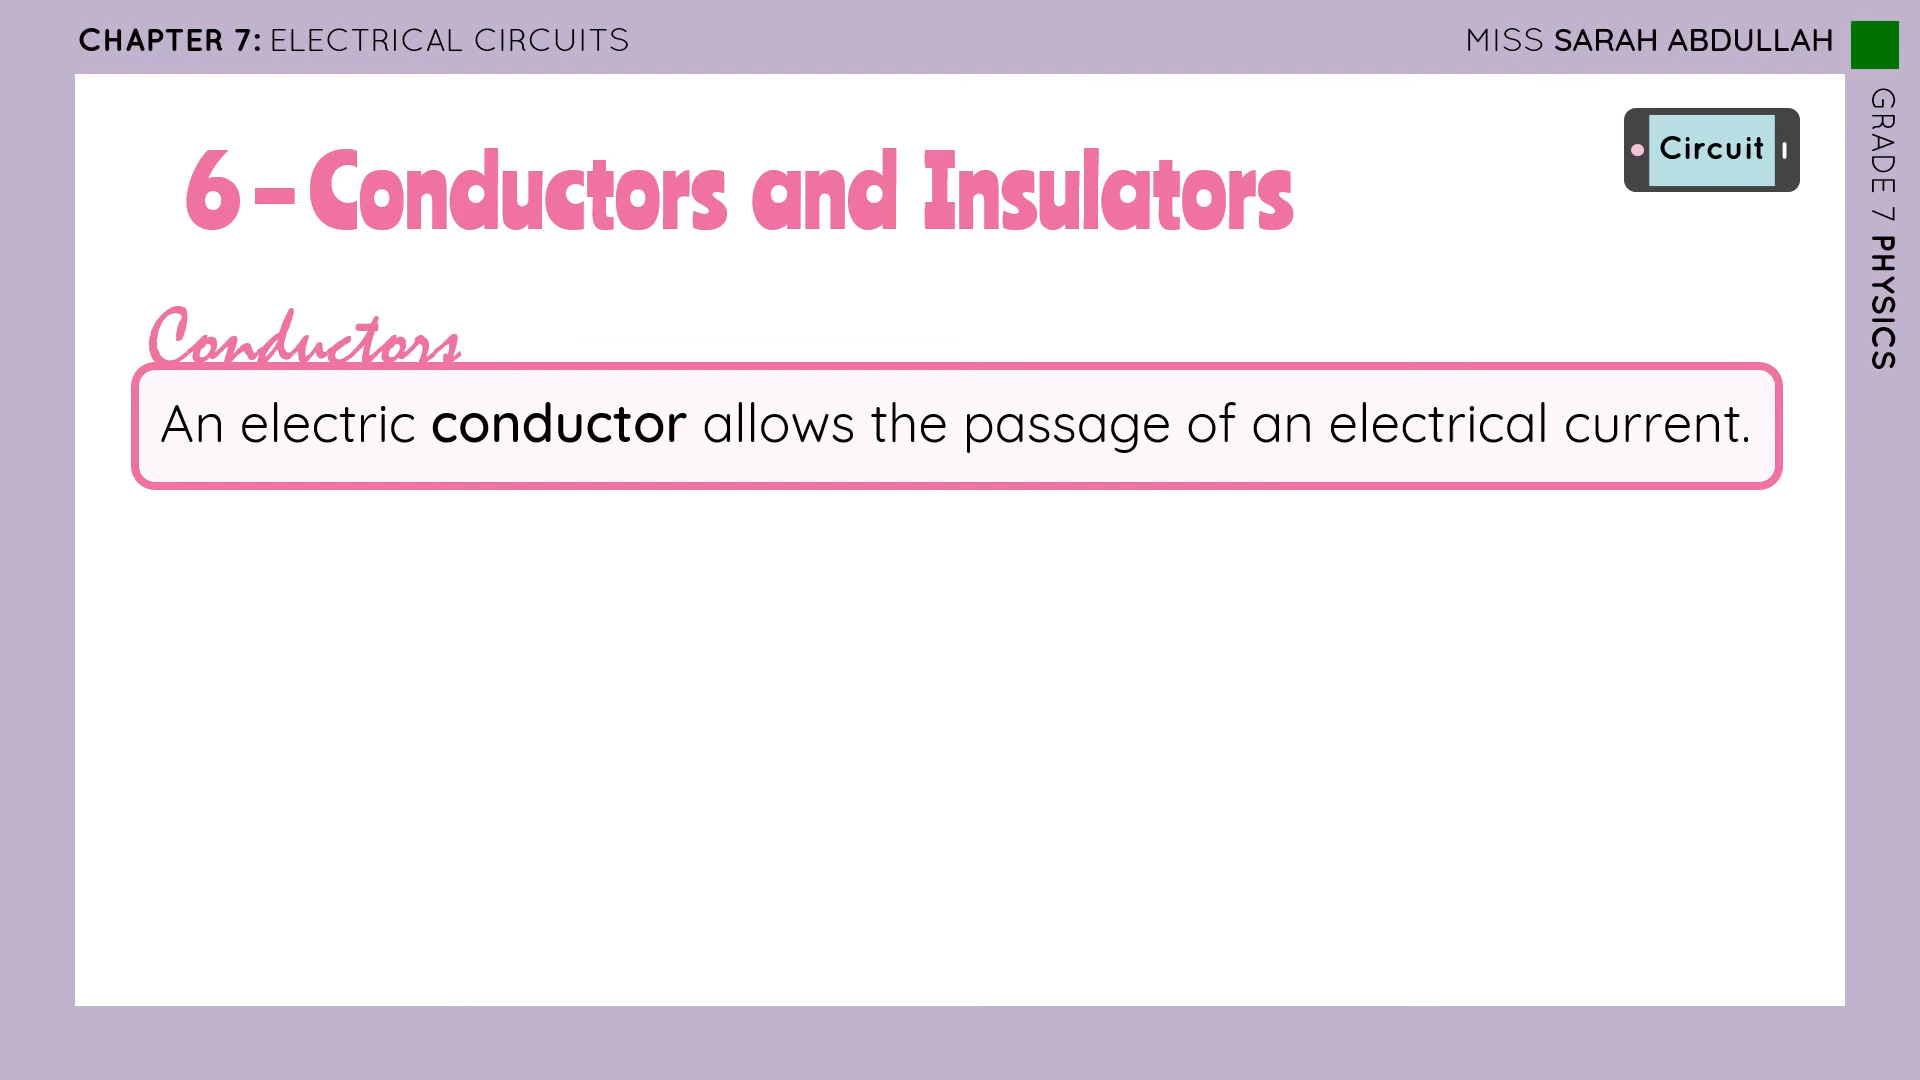 CHAPTER 7: ELECTRICAL CIRCUITS
MISS SARAH ABDULLAH
GRADE 7 PHYSICS
Circuit
6-Conductors and Insulators
Conductors
An electric conductor allows the passage of an electrical current.